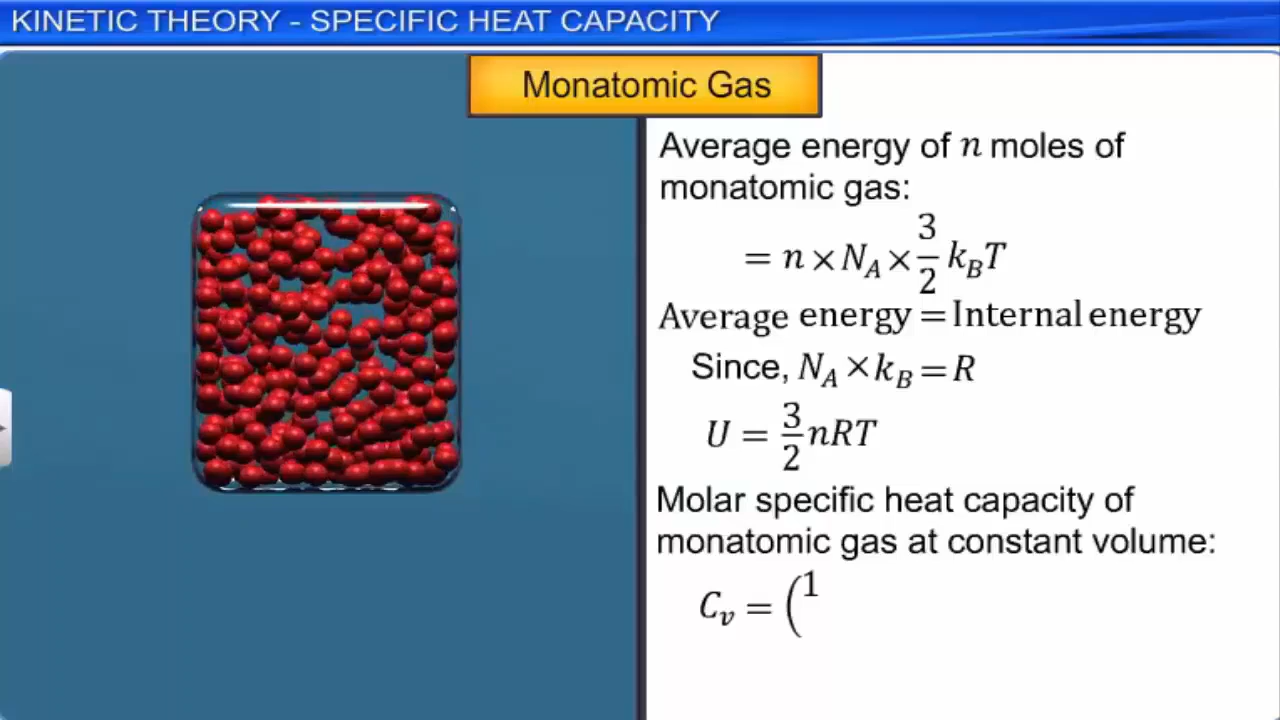 KINETIC THEORY - SPECIFIC HEAT CAPACITY
Monatomic Gas
Average energy of n moles of
monatomic gas:
= n × N_A × 3/2 k_B T
Average energy = Internal energy
Since, N_A × k_B = R
U = 3/2 nRT
Molar specific heat capacity of
monatomic gas at constant volume:
C_v = (1